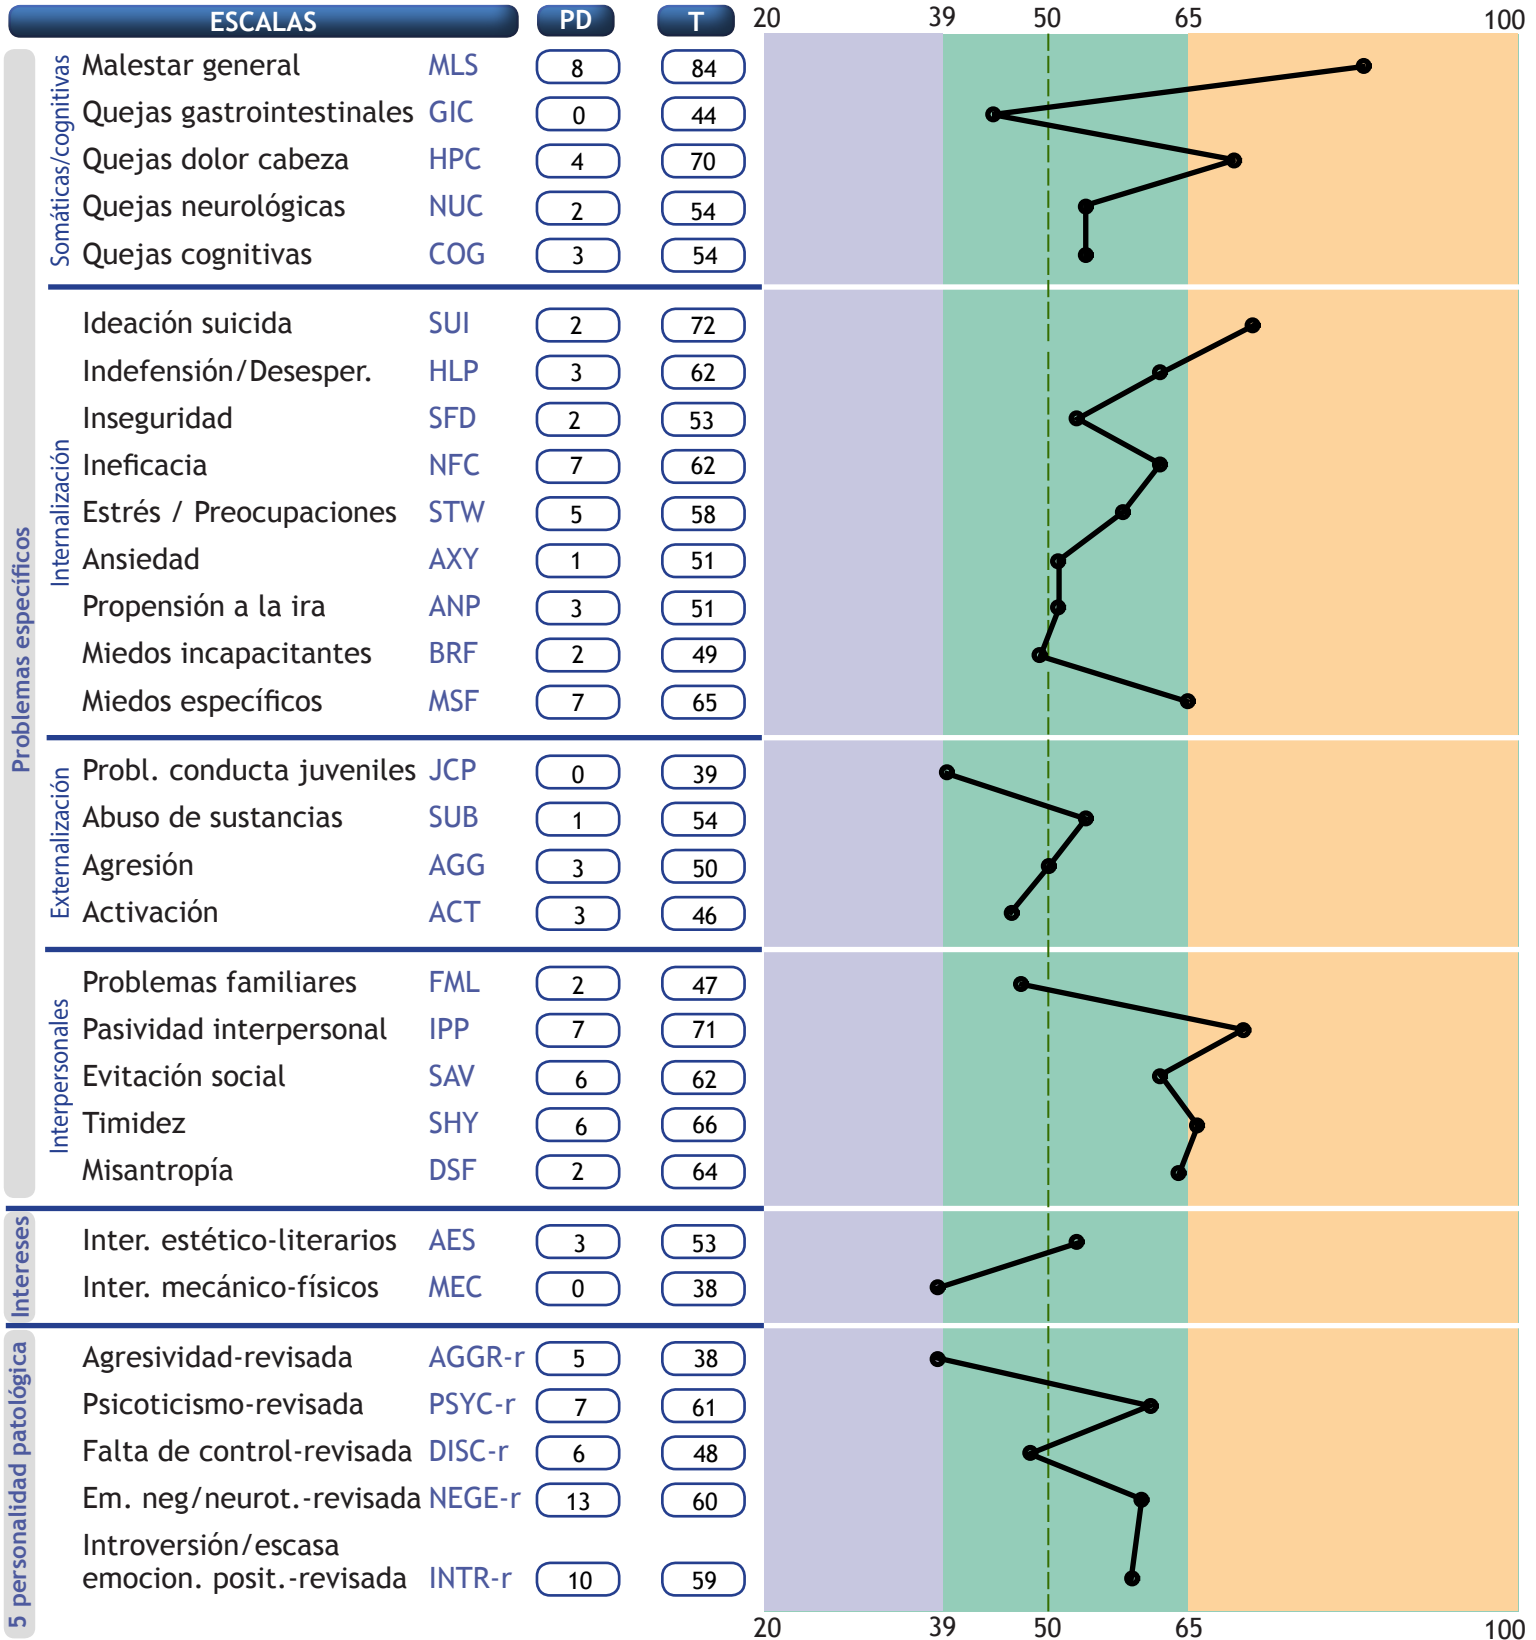 ESCALAS PD T 20 39 50 65 100
Problemas específicos
Somáticas/cognitivas
Malestar general MLS 8 84
Quejas gastrointestinales GIC 0 44
Quejas dolor cabeza HPC 4 70
Quejas neurológicas NUC 2 54
Quejas cognitivas COG 3 54
Internalización
Ideación suicida SUI 2 72
Indefensión/Desesper. HLP 3 62
Inseguridad SFD 2 53
Ineficacia NFC 7 62
Estrés / Preocupaciones STW 5 58
Ansiedad AXY 1 51
Propensión a la ira ANP 3 51
Miedos incapacitantes BRF 2 49
Miedos específicos MSF 7 65
Externalización
Probl. conducta juveniles JCP 0 39
Abuso de sustancias SUB 1 54
Agresión AGG 3 50
Activación ACT 3 46
Interpersonales
Problemas familiares FML 2 47
Pasividad interpersonal IPP 7 71
Evitación social SAV 6 62
Timidez SHY 6 66
Misantropía DSF 2 64
Intereses
Inter. estético-literarios AES 3 53
Inter. mecánico-físicos MEC 0 38
5 personalidad patológica
Agresividad-revisada AGGR-r 5 38
Psicoticismo-revisada PSYC-r 7 61
Falta de control-revisada DISC-r 6 48
Em. neg/neurot.-revisada NEGE-r 13 60
Introversión/escasa
emocion. posit.-revisada INTR-r 10 59
20 39 50 65 100